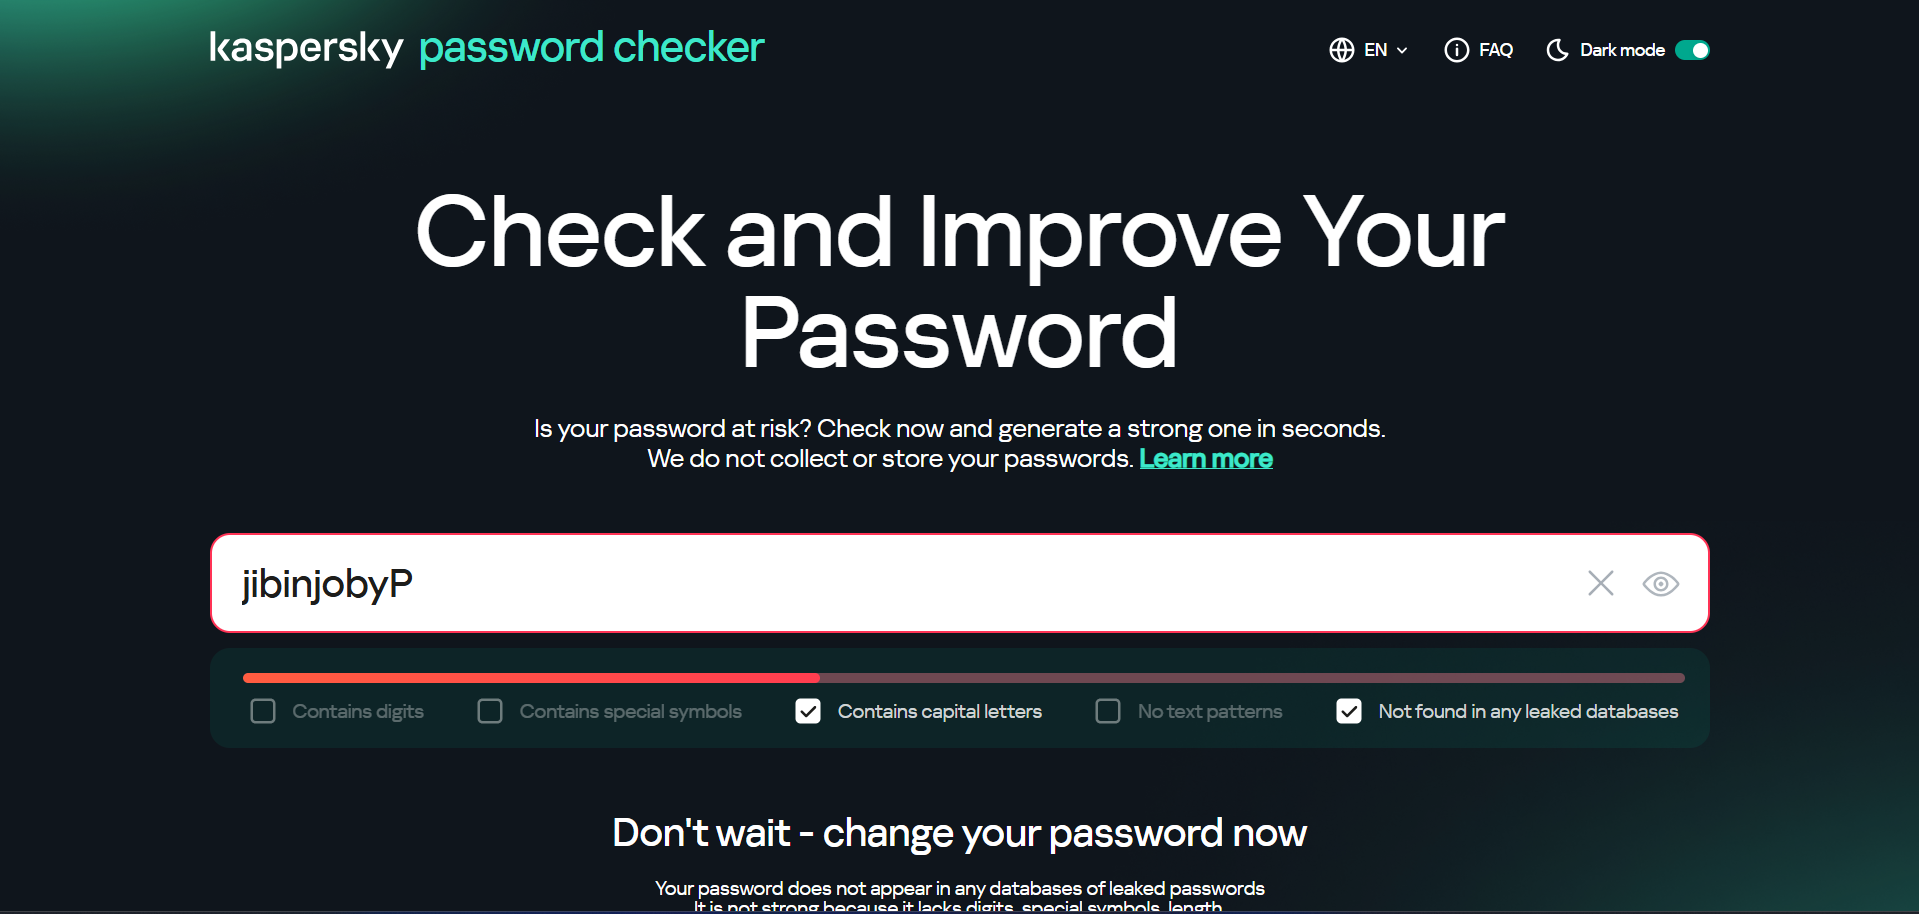 kaspersky password checker
EN
FAQ
Dark mode
Check and Improve Your
Password
Is your password at risk? Check now and generate a strong one in seconds.
We do not collect or store your passwords. Learn more
jibinjobyP
Contains digits
Contains special symbols
Contains capital letters
No text patterns
Not found in any leaked databases
Don't wait - change your password now
Your password does not appear in any databases of leaked passwords
It is not strong because it lacks digits, special symbols, length